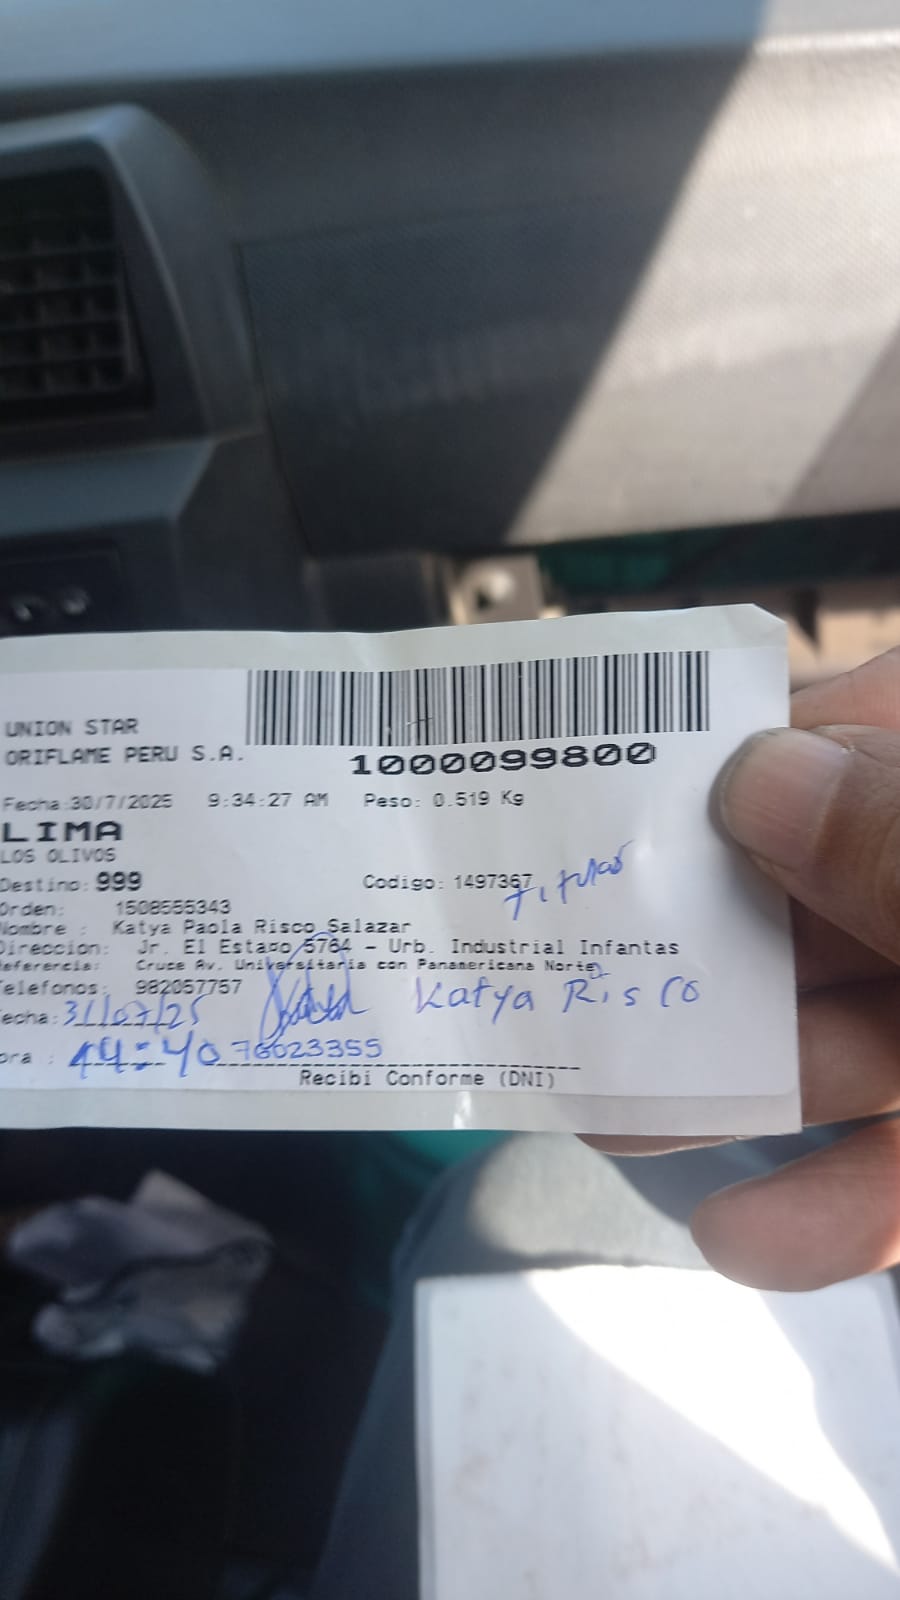 UNION STAR
ORIFLAME PERU S.A.
1000099800
Fecha:30/7/2025 9:34:27 AM Peso: 0.519 Kg
LIMA
LOS OLIVOS
Destino: 999 Codigo: 1497367
Titular
Orden: 1508555343
Nombre : Katya Paola Risco Salazar
Direccion: Jr. El Estaño 5764 - Urb. Industrial Infantas
Referencia: Cruce Av. Universitaria con Panamericana Norte
Telefonos: 982057757
Fecha: 31/07/25 Katya Risco
ora : 76023355
Recibi Conforme (DNI)